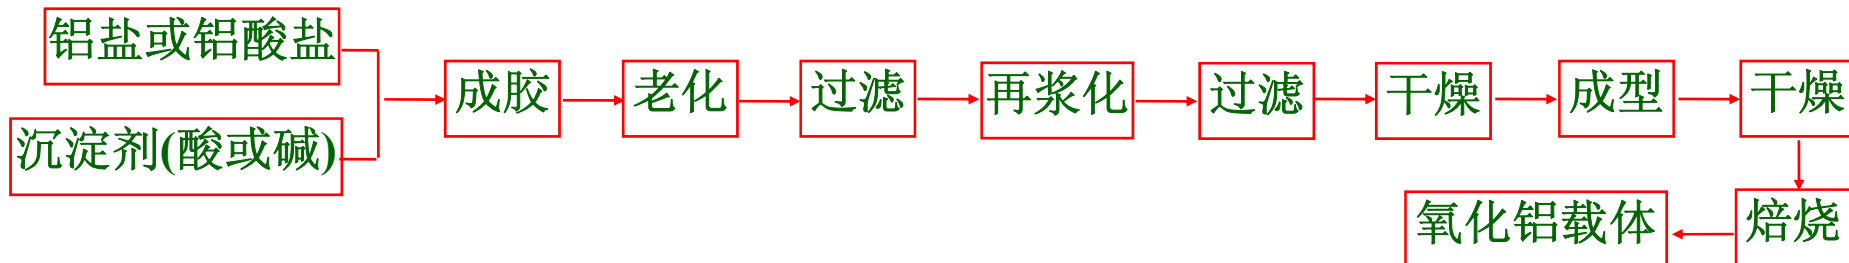 铝盐或铝酸盐
沉淀剂(酸或碱)
成胶
老化
过滤
再浆化
过滤
干燥
成型
干燥
焙烧
氧化铝载体